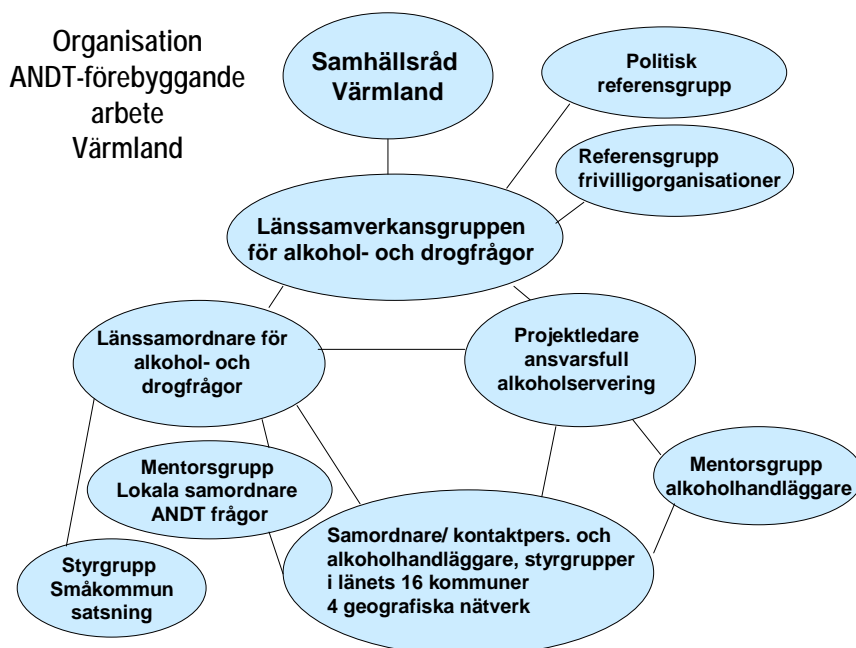 Organisation
ANDT-förebyggande
arbete
Värmland
Samhällsråd
Värmland
Politisk
referensgrupp
Referensgrupp
frivilligorganisationer
Länssamverkansgruppen
för alkohol- och drogfrågor
Länssamordnare för
alkohol- och
drogfrågor
Projektledare
ansvarsfull
alkoholservering
Mentorsgrupp
Lokala samordnare
ANDT frågor
Mentorsgrupp
alkoholhandläggare
Samordnare/ kontaktpers. och
alkoholhandläggare, styrgrupper
i länets 16 kommuner
4 geografiska nätverk
Styrgrupp
Småkommun
satsning